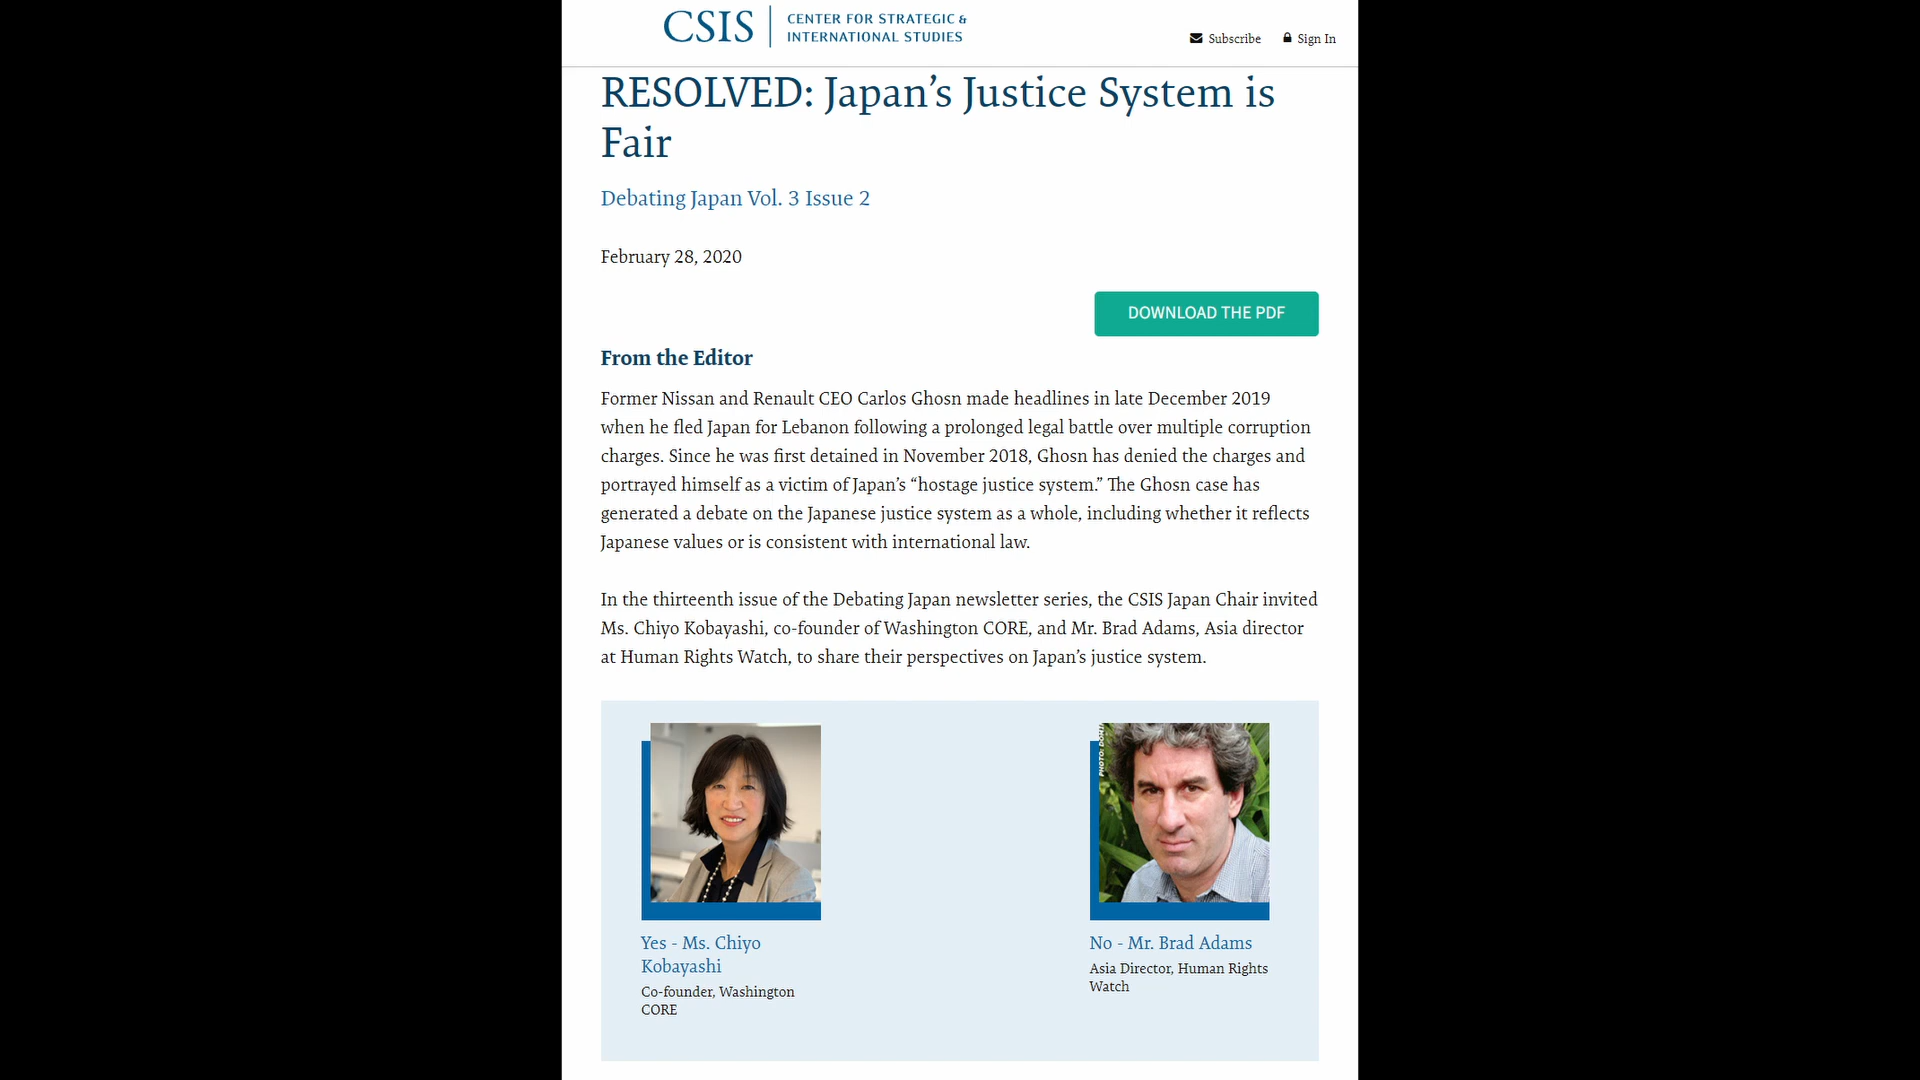 CSIS
CENTER FOR STRATEGIC &
INTERNATIONAL STUDIES
Subscribe
Sign In
RESOLVED: Japan’s Justice System is
Fair
Debating Japan Vol. 3 Issue 2
February 28, 2020
DOWNLOAD THE PDF
From the Editor
Former Nissan and Renault CEO Carlos Ghosn made headlines in late December 2019
when he fled Japan for Lebanon following a prolonged legal battle over multiple corruption
charges. Since he was first detained in November 2018, Ghosn has denied the charges and
portrayed himself as a victim of Japan’s “hostage justice system.” The Ghosn case has
generated a debate on the Japanese justice system as a whole, including whether it reflects
Japanese values or is consistent with international law.
In the thirteenth issue of the Debating Japan newsletter series, the CSIS Japan Chair invited
Ms. Chiyo Kobayashi, co-founder of Washington CORE, and Mr. Brad Adams, Asia director
at Human Rights Watch, to share their perspectives on Japan’s justice system.
PHOTO:
Yes - Ms. Chiyo
Kobayashi
Co-founder, Washington
CORE
No - Mr. Brad Adams
Asia Director, Human Rights
Watch